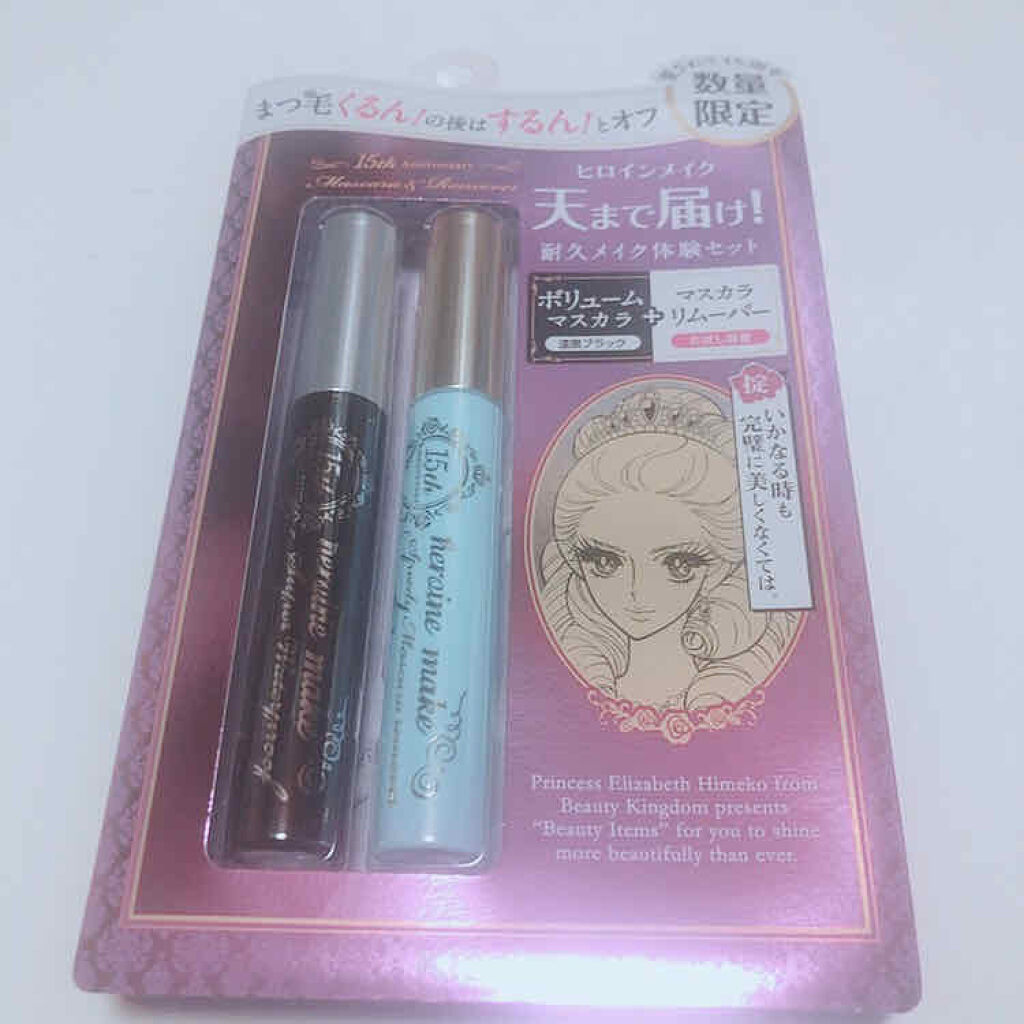 数量
限定
まつ毛くるん!の後はするん!とオフ
15th
Mascara & Remover
ヒロインメイク
天まで届け!
耐久メイク体験セット
ボリューム
マスカラ
漆黒ブラック
+
マスカラ
リムーバー
掟
いかなる時も
完璧に美しくなくては。
15th
heroine make
15th
heroine make
Speedy Mascara Remover
Princess Elizabeth Himeko from
Beauty Kingdom presents
"Beauty Items" for you to shine
more beautifully than ever.